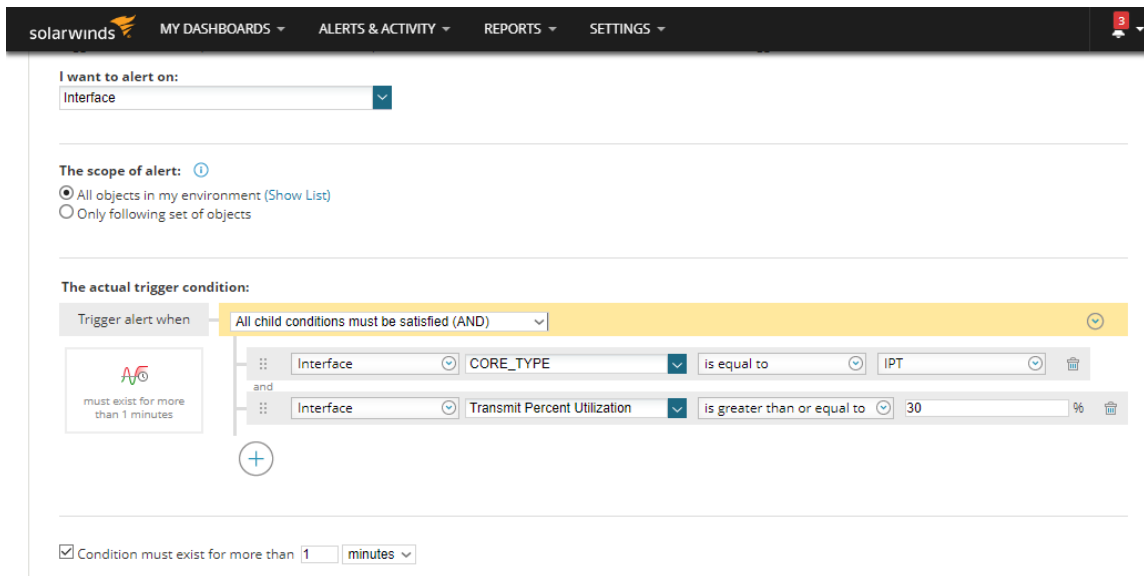 solarwinds MY DASHBOARDS ALERTS & ACTIVITY REPORTS SETTINGS 3
I want to alert on:
Interface
The scope of alert: i
All objects in my environment (Show List)
Only following set of objects
The actual trigger condition:
Trigger alert when All child conditions must be satisfied (AND)
Interface CORE_TYPE is equal to IPT
and
must exist for more
than 1 minutes
Interface Transmit Percent Utilization is greater than or equal to 30 %
Condition must exist for more than 1 minutes